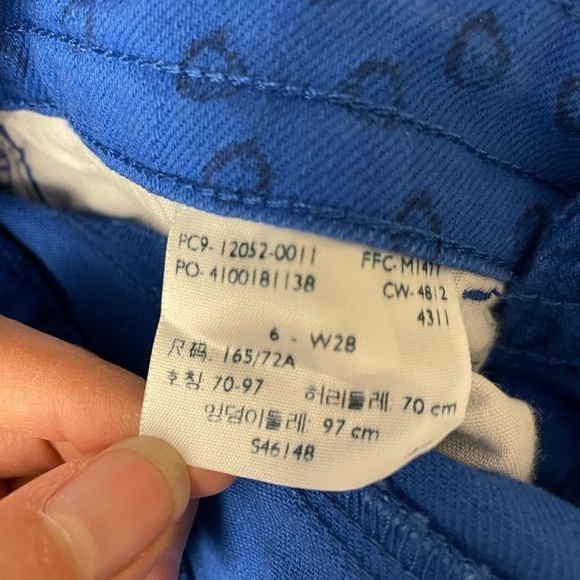 PC9-12052-0011 FFC-M1477
PO-4100181138 CW-4812
4311
6 - W28
尺码: 165/72A
호칭 70-97 허리둘레: 70 cm
엉덩이둘레: 97 cm
S46148